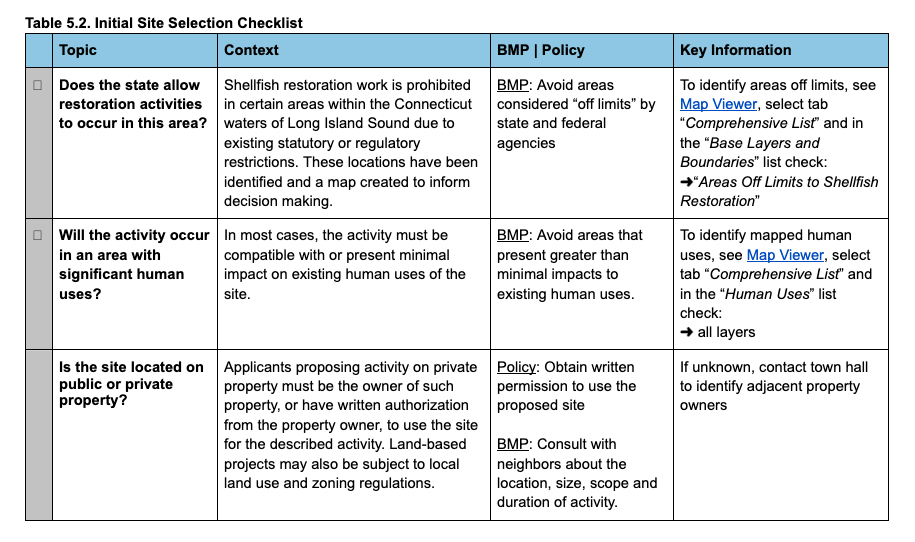 Table 5.2. Initial Site Selection Checklist
Topic
Context
BMP | Policy
Key Information
☐
Does the state allow
restoration activities
to occur in this area?
Shellfish restoration work is prohibited
in certain areas within the Connecticut
waters of Long Island Sound due to
existing statutory or regulatory
restrictions. These locations have been
identified and a map created to inform
decision making.
BMP: Avoid areas
considered “off limits” by
state and federal
agencies
To identify areas off limits, see
Map Viewer, select tab
“Comprehensive List” and in
the “Base Layers and
Boundaries” list check:
➜“Areas Off Limits to Shellfish
Restoration”
☐
Will the activity occur
in an area with
significant human
uses?
In most cases, the activity must be
compatible with or present minimal
impact on existing human uses of the
site.
BMP: Avoid areas that
present greater than
minimal impacts to
existing human uses.
To identify mapped human
uses, see Map Viewer, select
tab “Comprehensive List” and
in the “Human Uses” list
check:
➜ all layers
Is the site located on
public or private
property?
Applicants proposing activity on private
property must be the owner of such
property, or have written authorization
from the property owner, to use the site
for the described activity. Land-based
projects may also be subject to local
land use and zoning regulations.
Policy: Obtain written
permission to use the
proposed site
BMP: Consult with
neighbors about the
location, size, scope and
duration of activity.
If unknown, contact town hall
to identify adjacent property
owners